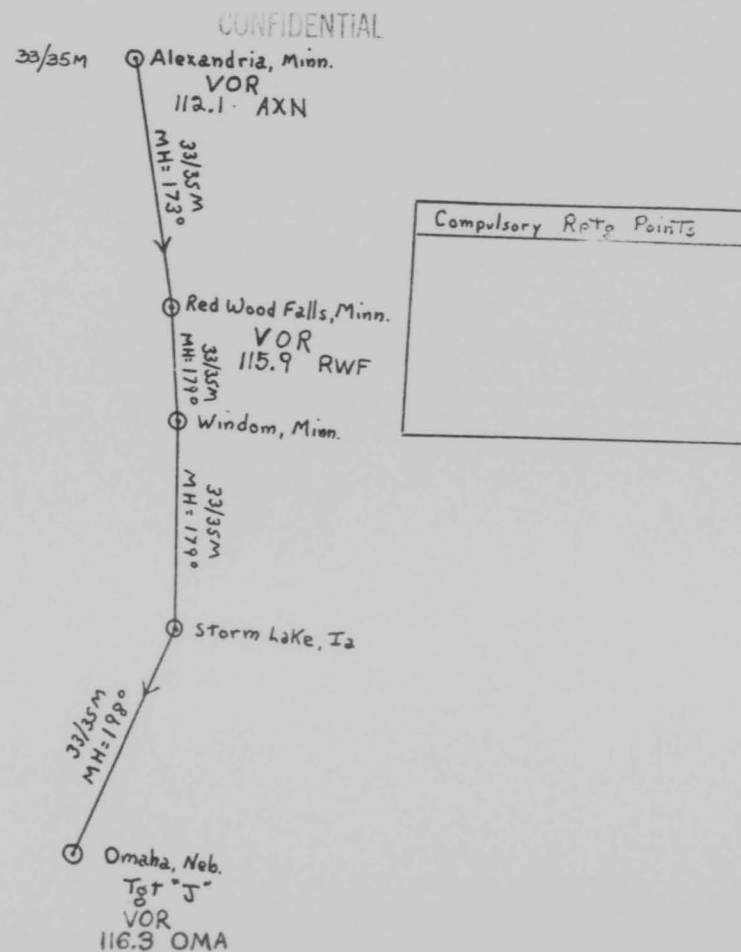 CONFIDENTIAL
33/35M
Alexandria, Minn.
VOR
112.1 AXN
33/35M
MH=173°
Compulsory Rptg Points
Red Wood Falls, Minn.
VOR
115.9 RWF
33/35M
MH=179°
Windom, Minn.
33/35M
MH=179°
Storm Lake, Ia
33/35M
MH=198°
Omaha, Neb.
Tgt "J"
VOR
116.3 OMA